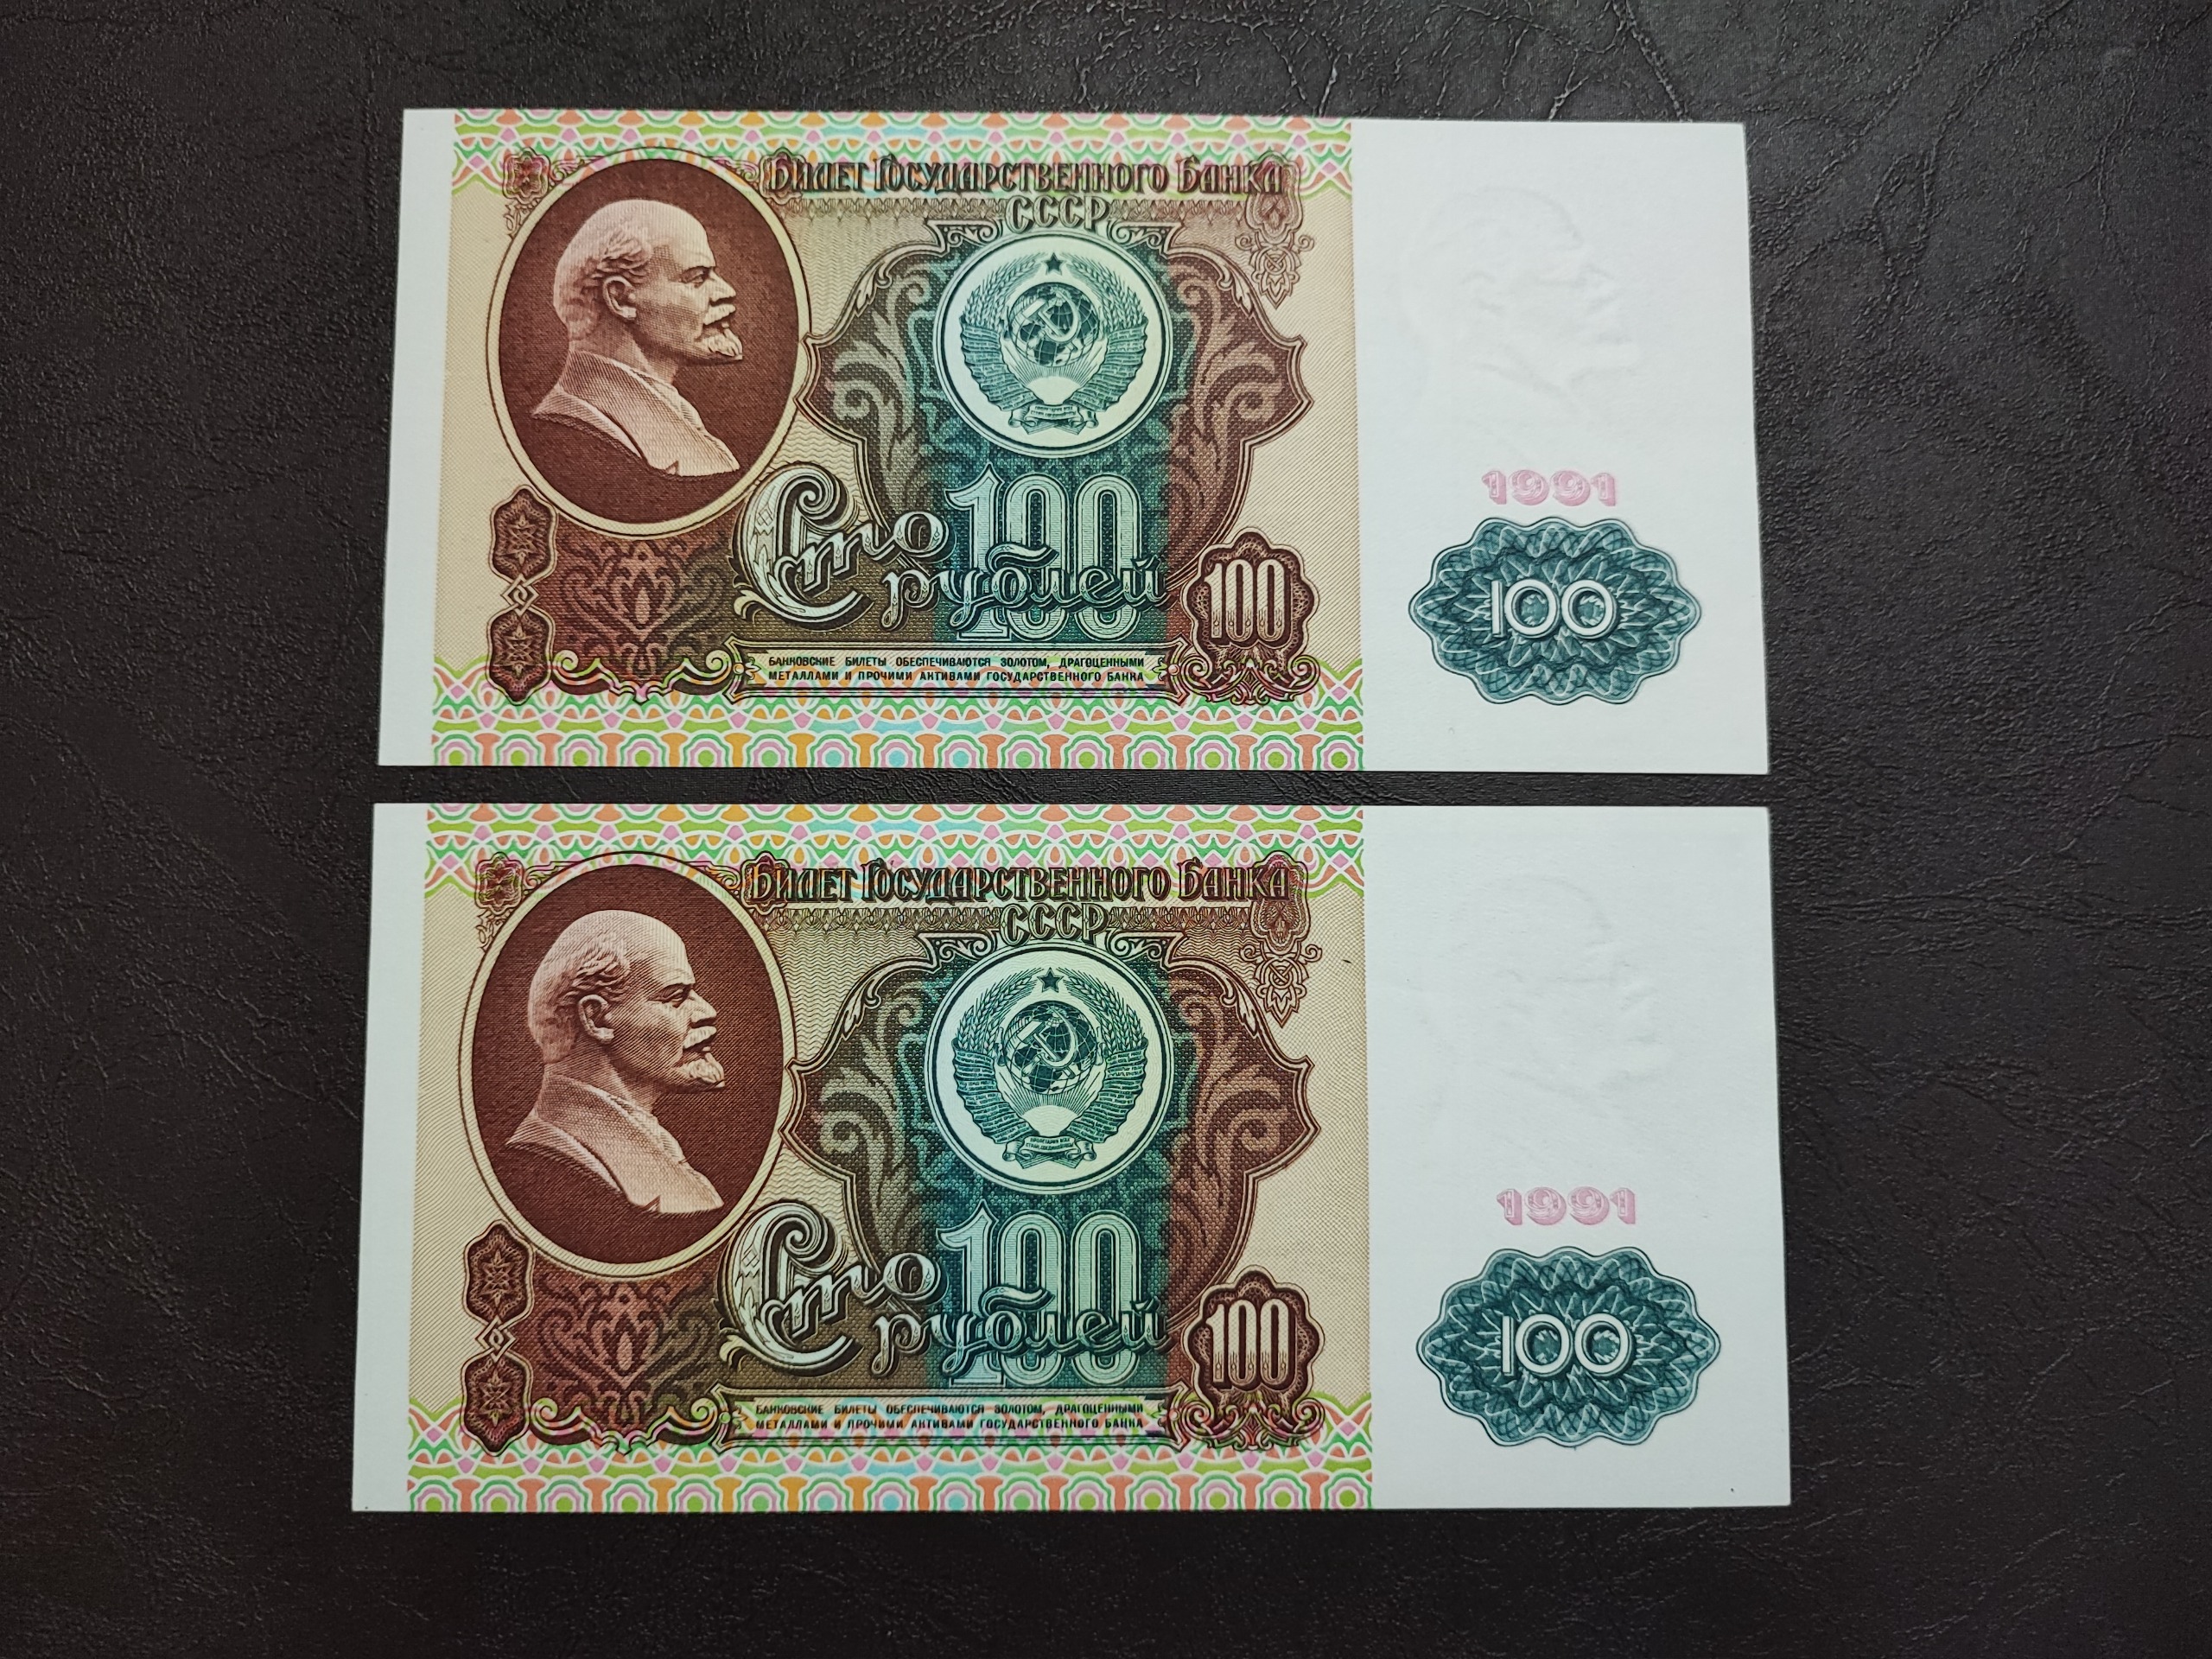 Билет Государственного Банка
СССР
1991
100
Сто
рублей
100
100
Банковские билеты обеспечиваются золотом, драгоценными
металлами и прочими активами Государственного банка
Билет Государственного Банка
СССР
1991
100
Сто
рублей
100
100
Банковские билеты обеспечиваются золотом, драгоценными
металлами и прочими активами Государственного банка